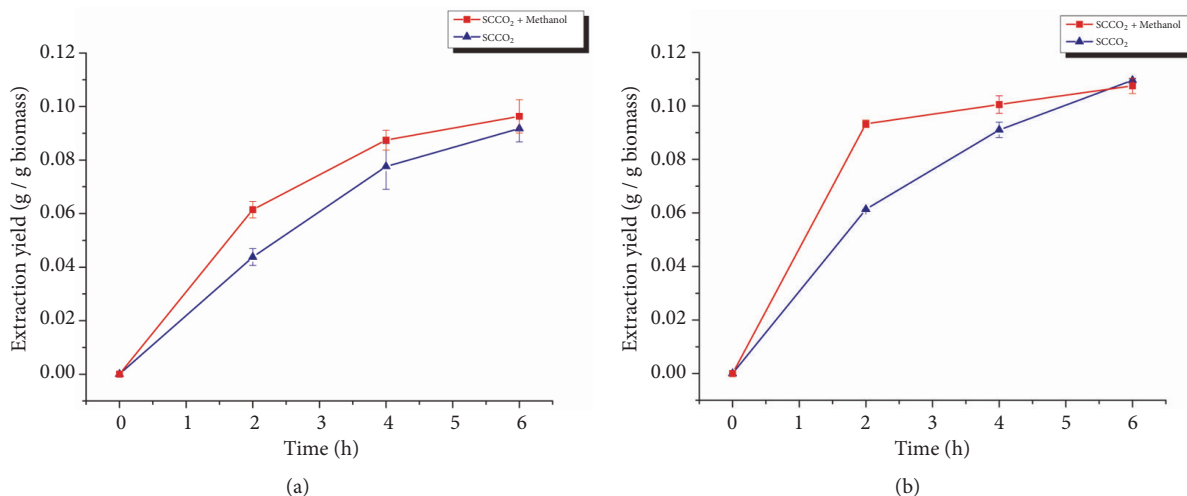 SCCO₂ + Methanol
SCCO₂
0.12
0.10
0.08
0.06
0.04
0.02
0.00
Extraction yield (g / g biomass)
0 1 2 3 4 5 6
Time (h)
(a)
SCCO₂ + Methanol
SCCO₂
0.12
0.10
0.08
0.06
0.04
0.02
0.00
Extraction yield (g / g biomass)
0 1 2 3 4 5 6
Time (h)
(b)